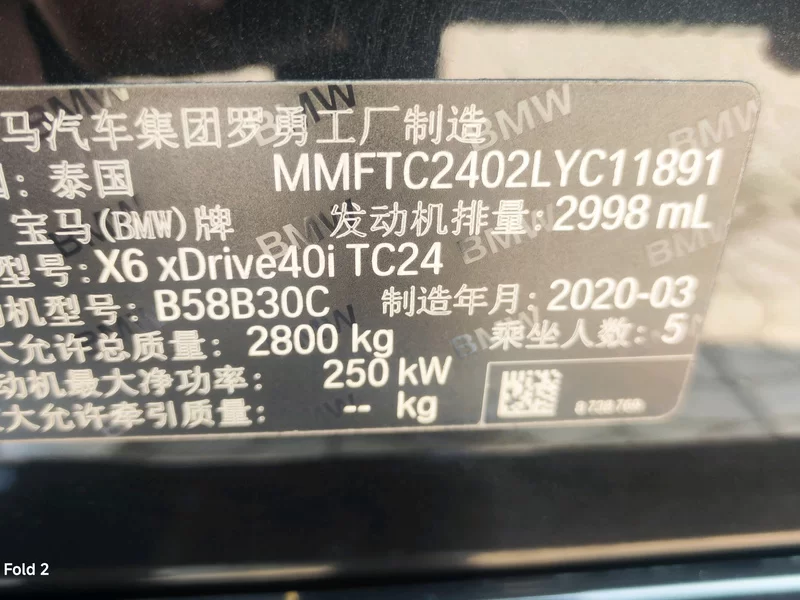 马汽车集团罗勇工厂制造
: 泰国 MMFTC2402LYC11891
宝马(BMW)牌 发动机排量: 2998 mL
型号: X6 xDrive40i TC24
机型号: B58B30C 制造年月: 2020-03
大允许总质量: 2800 kg 乘坐人数: 5
动机最大净功率: 250 kW
大允许牵引质量: -- kg
BMW
Fold 2